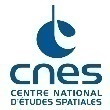 cnes
CENTRE NATIONAL
D'ÉTUDES SPATIALES